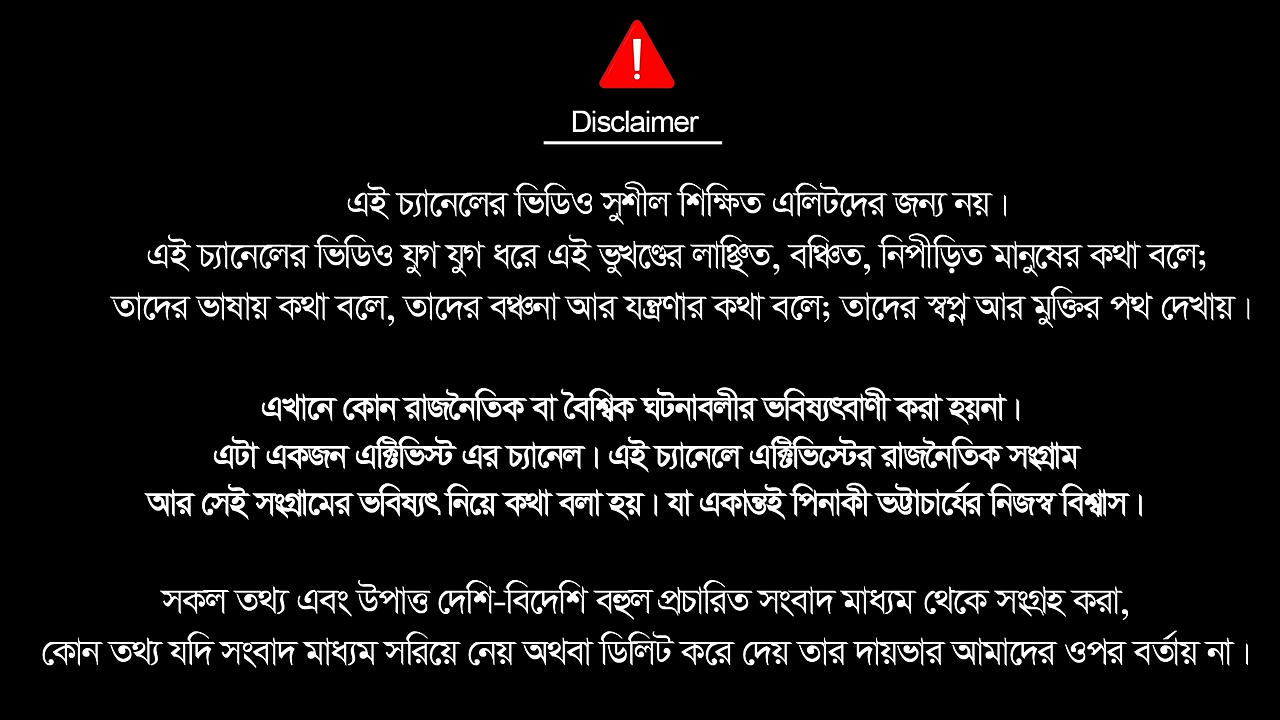 Disclaimer
এই চ্যানেলের ভিডিও সুশীল শিক্ষিত এলিটদের জন্য নয়।
এই চ্যানেলের ভিডিও যুগ যুগ ধরে এই ভুখণ্ডের লাঞ্ছিত, বঞ্চিত, নিপীড়িত মানুষের কথা বলে;
তাদের ভাষায় কথা বলে, তাদের বঞ্চনা আর যন্ত্রণার কথা বলে; তাদের স্বপ্ন আর মুক্তির পথ দেখায়।
এখানে কোন রাজনৈতিক বা বৈশ্বিক ঘটনাবলীর ভবিষ্যৎবাণী করা হয়না।
এটা একজন এক্টিভিস্ট এর চ্যানেল। এই চ্যানেলে এক্টিভিস্টের রাজনৈতিক সংগ্রাম
আর সেই সংগ্রামের ভবিষ্যৎ নিয়ে কথা বলা হয়। যা একান্তই পিনাকী ভট্টাচার্যের নিজস্ব বিশ্বাস।
সকল তথ্য এবং উপাত্ত দেশি-বিদেশি বহুল প্রচারিত সংবাদ মাধ্যম থেকে সংগ্রহ করা,
কোন তথ্য যদি সংবাদ মাধ্যম সরিয়ে নেয় অথবা ডিলিট করে দেয় তার দায়ভার আমাদের ওপর বর্তায় না।